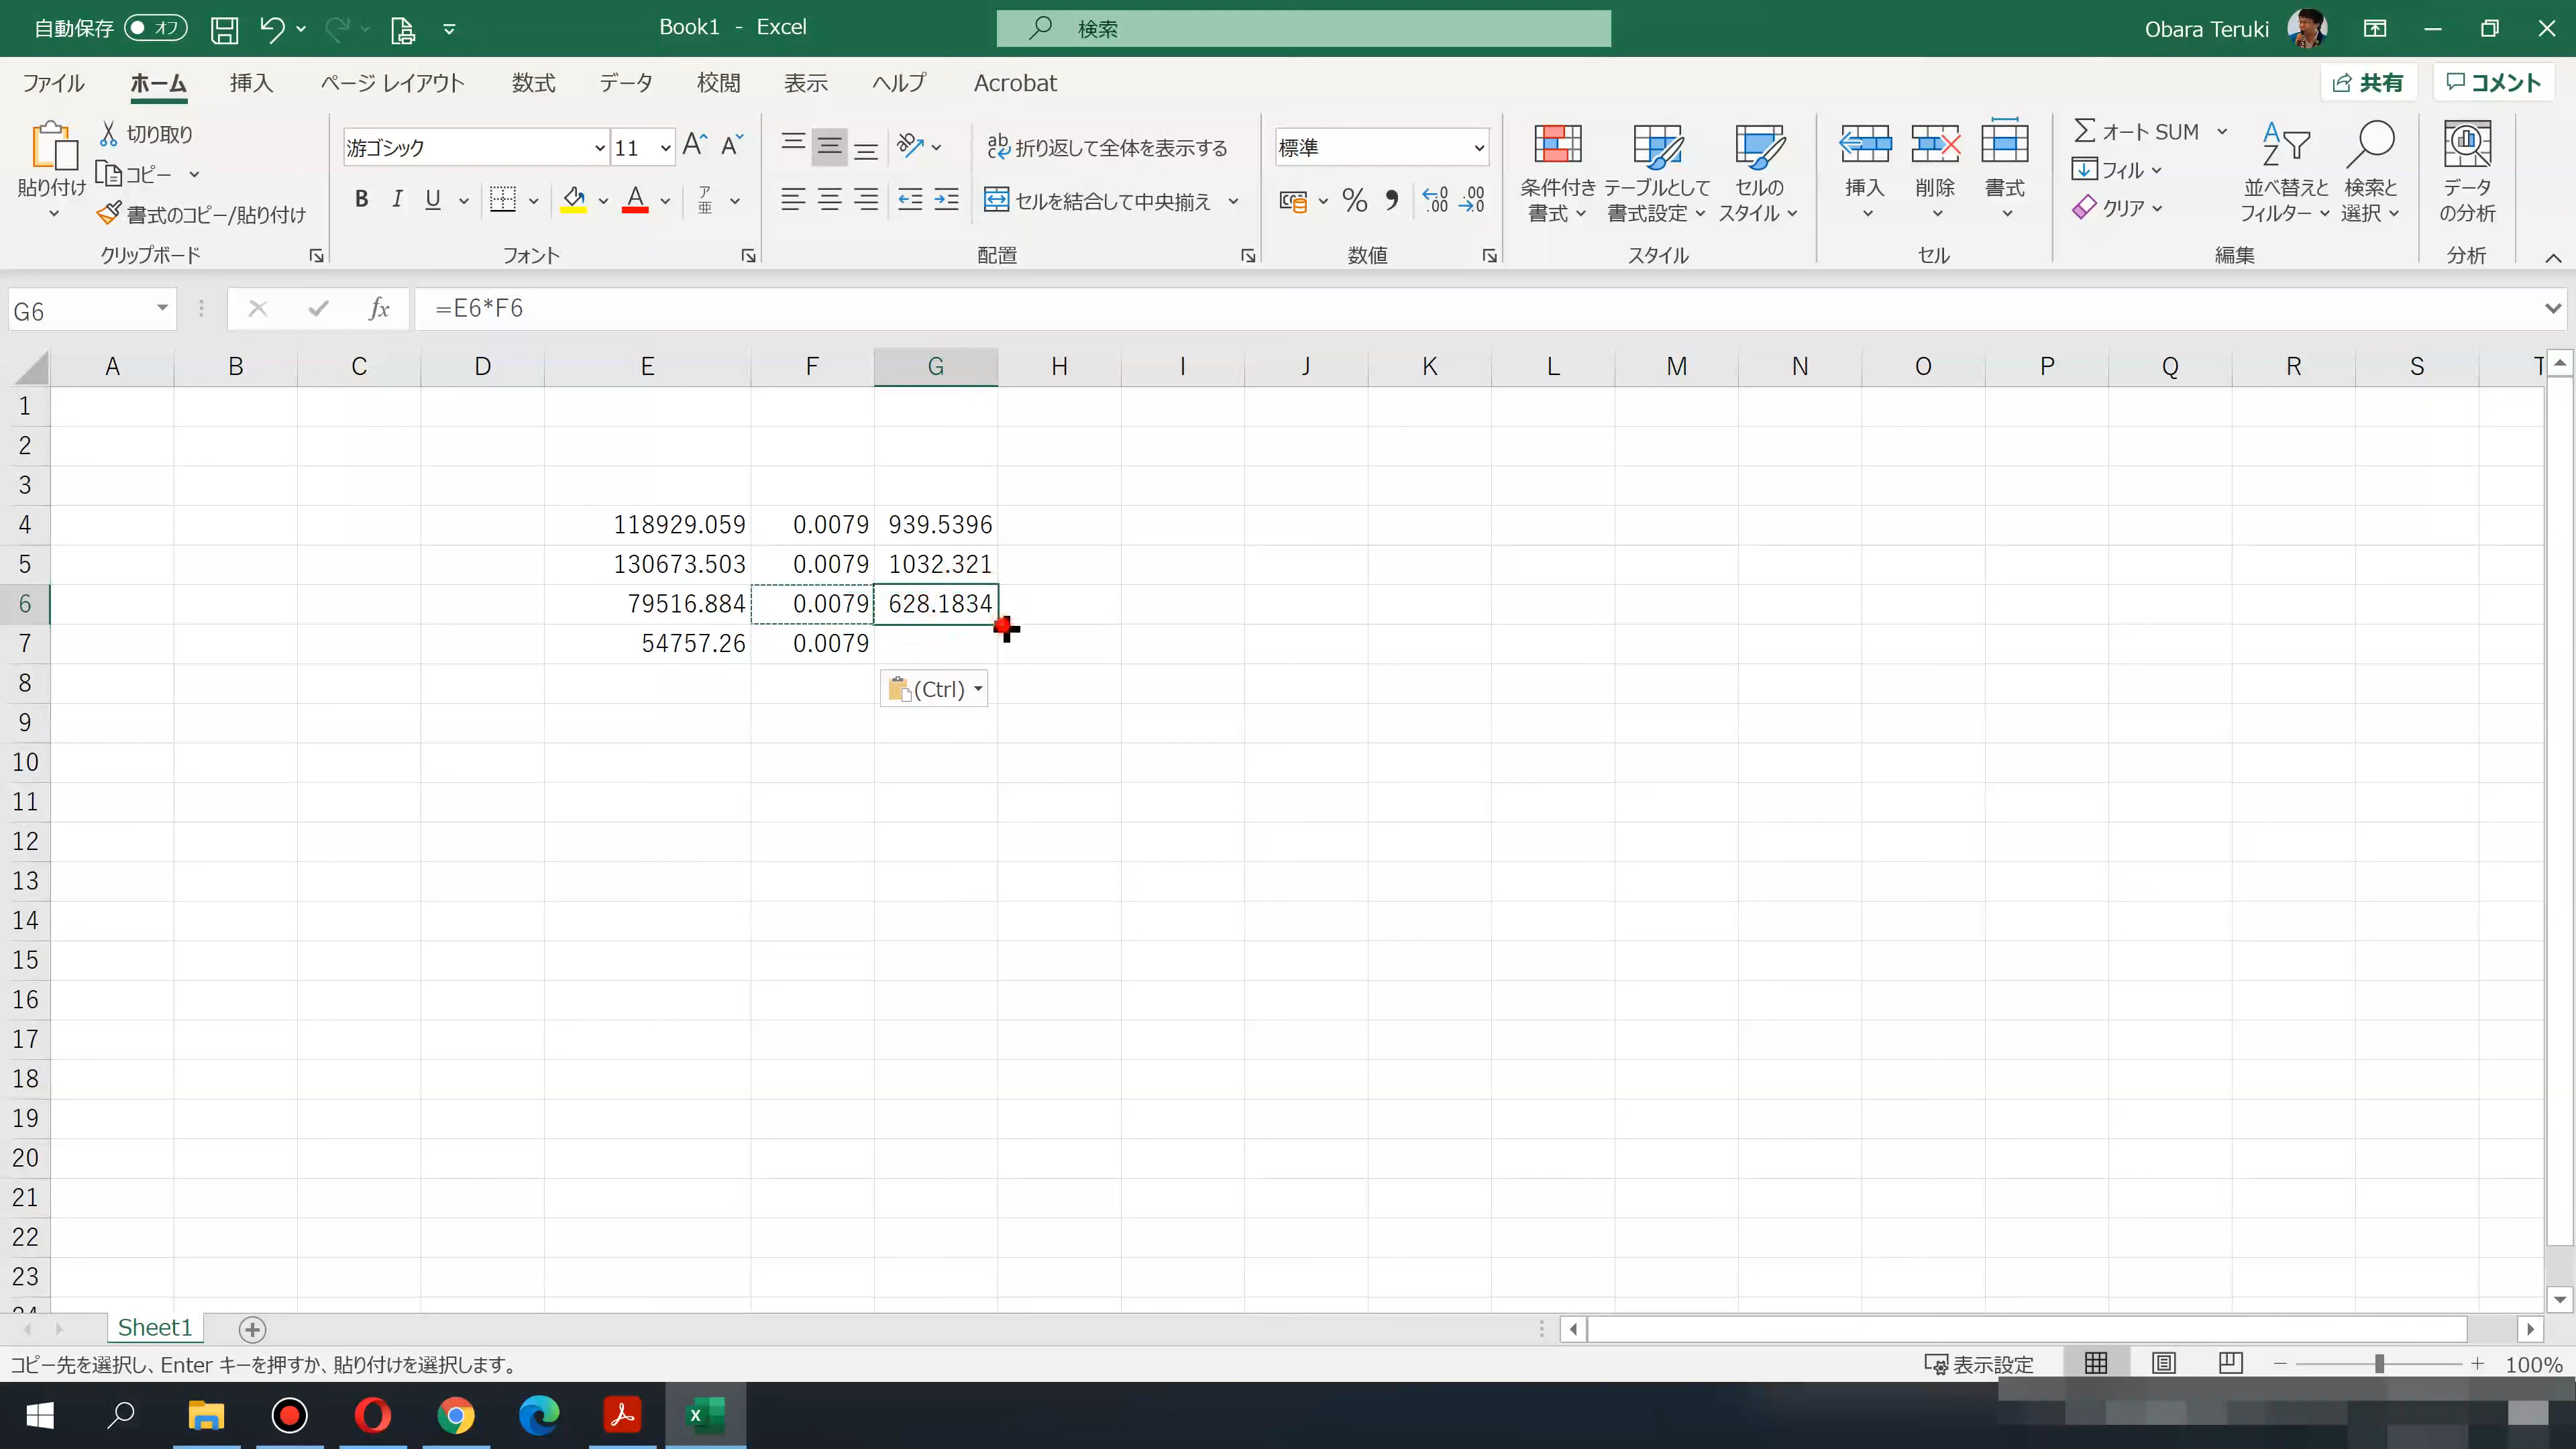 自動保存 オフ Book1 - Excel 検索 Obara Teruki
ファイル ホーム 挿入 ページ レイアウト 数式 データ 校閲 表示 ヘルプ Acrobat 共有 コメント
貼り付け 切り取り コピー 書式のコピー/貼り付け クリップボード
游ゴシック 11 A A
B I U A ア亜
フォント
ab 折り返して全体を表示する
セルを結合して中央揃え
配置
標準
% 9 .00 .00
数値
条件付き書式 テーブルとして書式設定 セルのスタイル
スタイル
挿入 削除 書式
セル
Σ オート SUM
フィル
クリア
並べ替えとフィルター 検索と選択
編集
データの分析
分析
G6 fx =E6*F6
A B C D E F G H I J K L M N O P Q R S T
1
2
3
4 118929.059 0.0079 939.5396
5 130673.503 0.0079 1032.321
6 79516.884 0.0079 628.1834
7 54757.26 0.0079
8 (Ctrl)
9
10
11
12
13
14
15
16
17
18
19
20
21
22
23
24
Sheet1
コピー先を選択し、Enter キーを押すか、貼り付けを選択します。 表示設定 100%